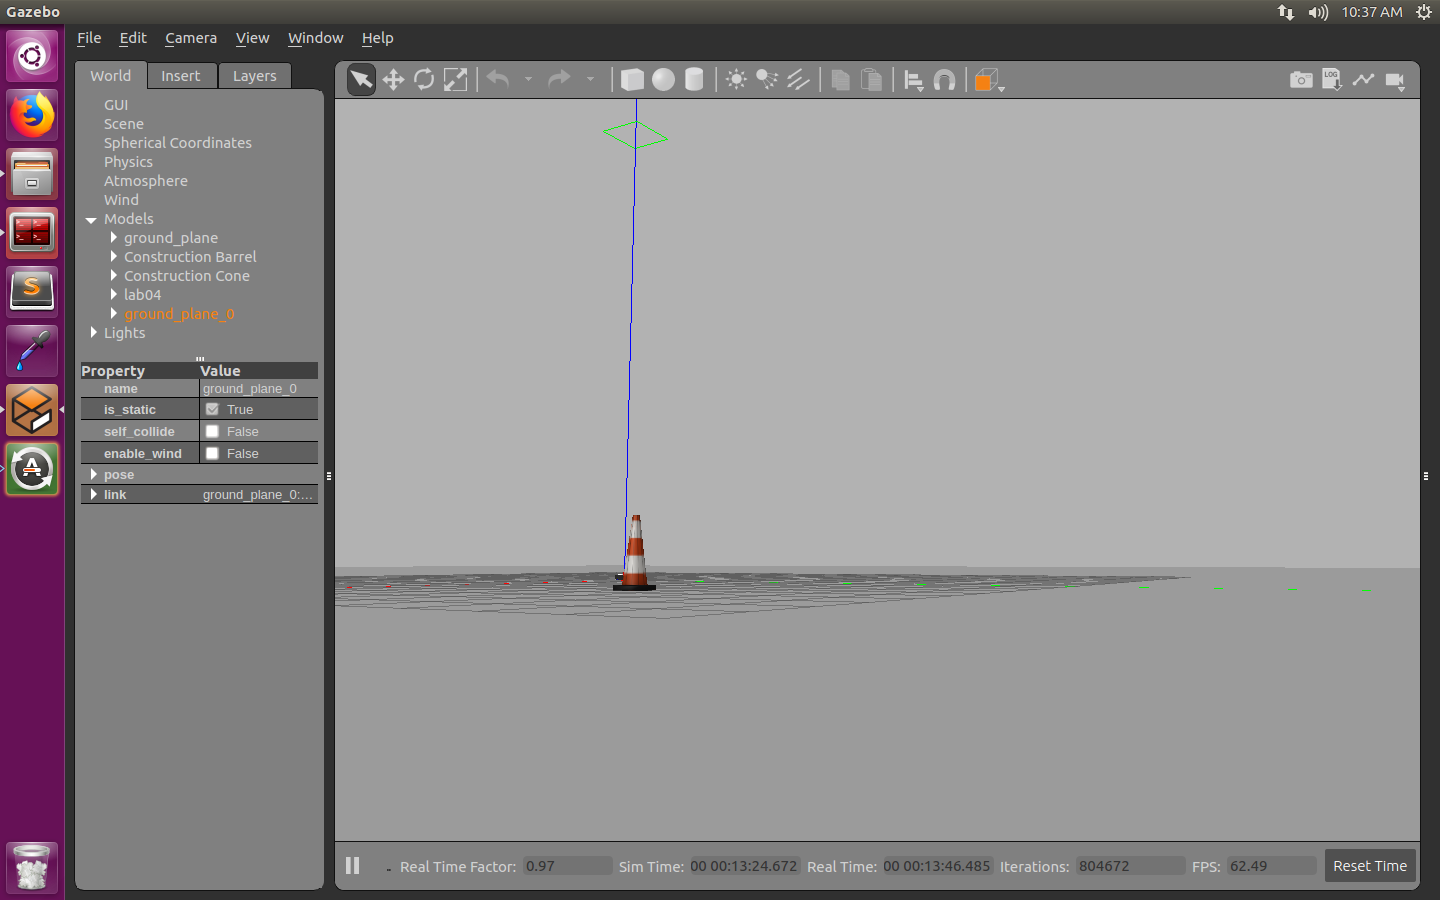 Gazebo
10:37 AM
File Edit Camera View Window Help
World Insert Layers
LOG
GUI
Scene
Spherical Coordinates
Physics
Atmosphere
Wind
Models
ground_plane
Construction Barrel
Construction Cone
lab04
ground_plane_0
Lights
Property Value
name ground_plane_0
is_static True
self_collide False
enable_wind False
pose
link ground_plane_0:...
Real Time Factor: 0.97 Sim Time: 00 00:13:24.672 Real Time: 00 00:13:46.485 Iterations: 804672 FPS: 62.49 Reset Time